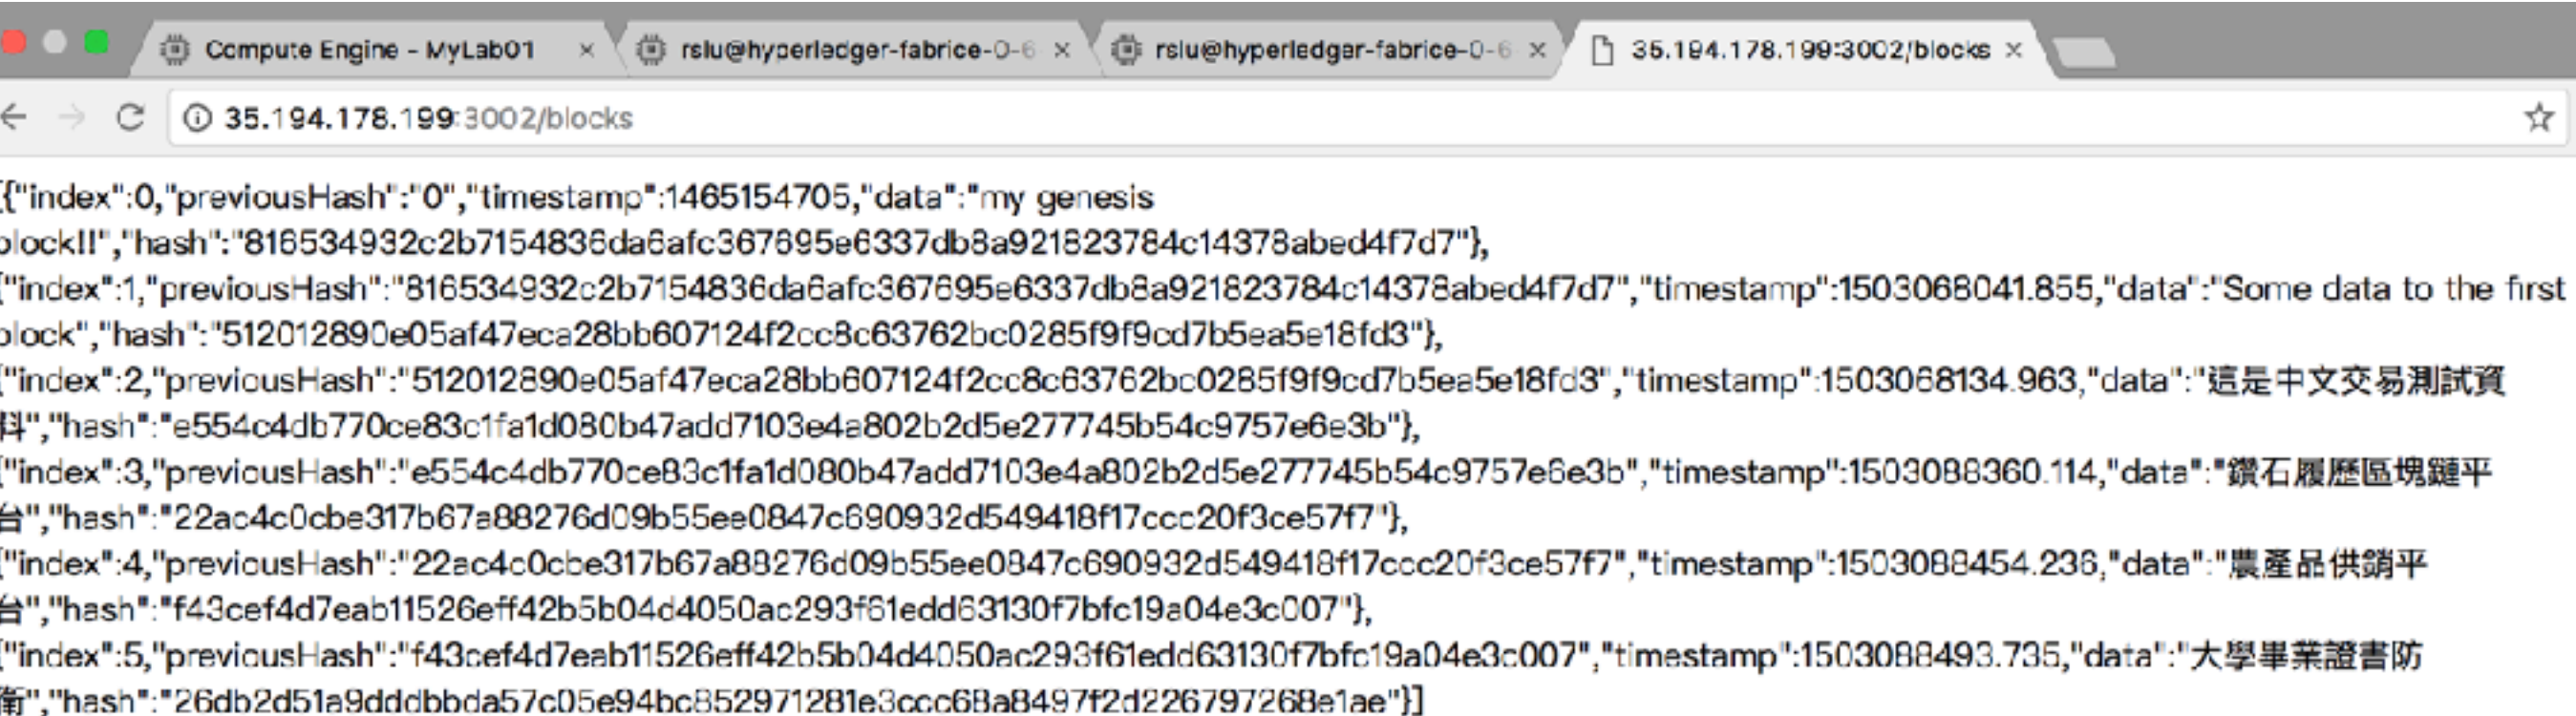 Compute Engine - MyLab01
rslu@hyperledger-fabrice-0-6
rslu@hyperledger-fabrice-0-6
35.194.178.199:3002/blocks
35.194.178.199:3002/blocks
[{"index":0,"previousHash":"0","timestamp":1465154705,"data":"my genesis
block!!","hash":"816534932c2b7154836da6afc367695e6337db8a921823784c14378abed4f7d7"},
{"index":1,"previousHash":"816534932c2b7154836da6afc367695e6337db8a921823784c14378abed4f7d7","timestamp":1503068041.855,"data":"Some data to the first
block","hash":"512012890e05af47eca28bb607124f2cc8c63762bc0285f9f9cd7b5ea5e18fd3"},
{"index":2,"previousHash":"512012890e05af47eca28bb607124f2cc8c63762bc0285f9f9cd7b5ea5e18fd3","timestamp":1503068134.963,"data":"這是中文交易測試資
料","hash":"e554c4db770ce83c1fa1d080b47add7103e4a802b2d5e277745b54c9757e6e3b"},
{"index":3,"previousHash":"e554c4db770ce83c1fa1d080b47add7103e4a802b2d5e277745b54c9757e6e3b","timestamp":1503088360.114,"data":"鑽石履歷區塊鏈平
台","hash":"22ac4c0cbe317b67a88276d09b55ee0847c690932d549418f17ccc20f3ce57f7"},
{"index":4,"previousHash":"22ac4c0cbe317b67a88276d09b55ee0847c690932d549418f17ccc20f3ce57f7","timestamp":1503088454.236,"data":"農產品供銷平
台","hash":"f43cef4d7eab11526eff42b5b04d4050ac293f61edd63130f7bfc19a04e3c007"},
{"index":5,"previousHash":"f43cef4d7eab11526eff42b5b04d4050ac293f61edd63130f7bfc19a04e3c007","timestamp":1503088493.735,"data":"大學畢業證書防
衛","hash":"26db2d51a9dddbbda57c05e94bc852971281e3ccc68a8497f2d226797268e1ae"}]